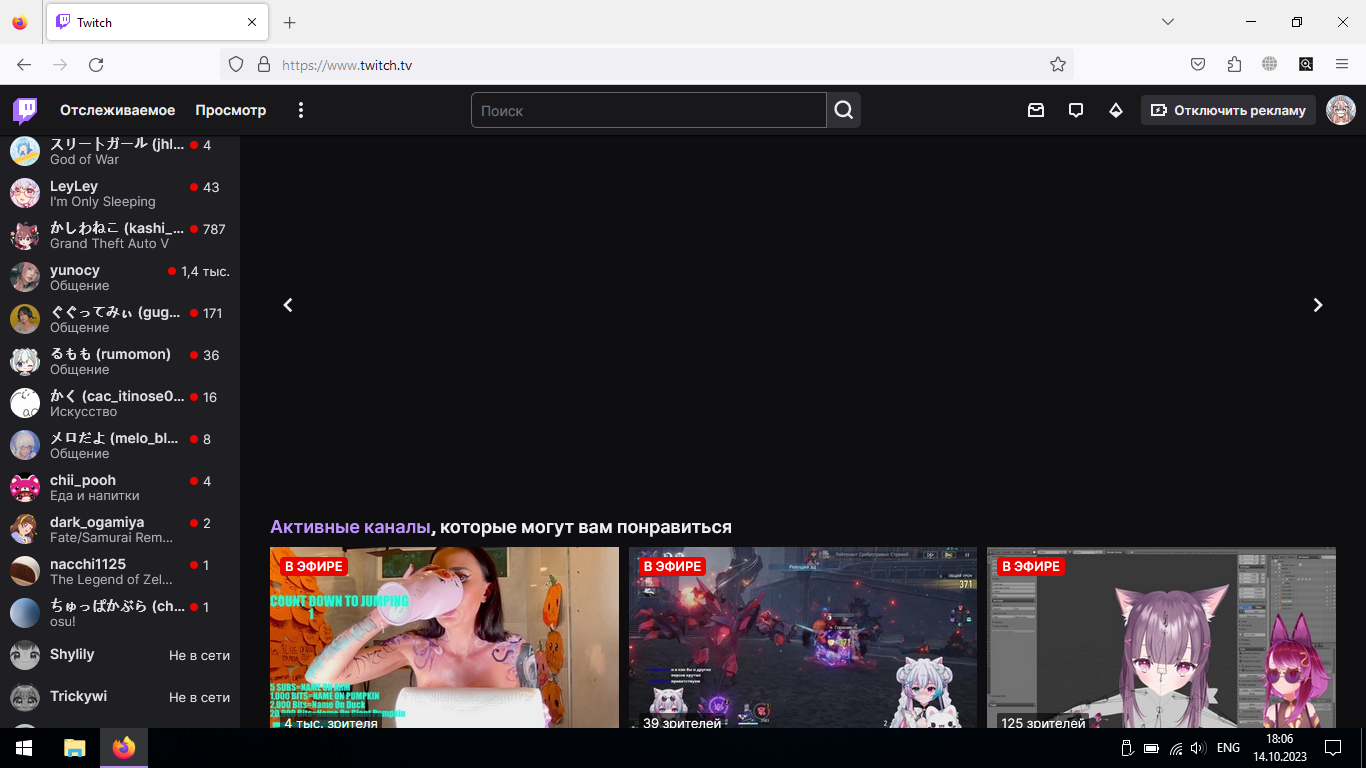 Twitch
https://www.twitch.tv
Отслеживаемое
Просмотр
Поиск
Отключить рекламу
スリートガール (jhl...
4
God of War
LeyLey
43
I'm Only Sleeping
かしわねこ (kashi_...
787
Grand Theft Auto V
yunocy
1,4 тыс.
Общение
ぐぐってみぃ (gug...
171
Общение
るもも (rumomon)
36
Общение
かく (cac_itinose0...
16
Искусство
メロだよ (melo_bl...
8
Общение
chii_pooh
4
Еда и напитки
dark_ogamiya
2
Fate/Samurai Rem...
nacchi1125
1
The Legend of Zel...
ちゅっぱかぶら (ch...
1
osu!
Shylily
Не в сети
Trickywi
Не в сети
Активные каналы, которые могут вам понравиться
В ЭФИРЕ
COUNT DOWN TO JUMPING
1
5 SUBS=NAME ON ARM
1,000 BITS=NAME ON PUMPKIN
2,000 BITS=Name On Duck
20,000 BITS=Name On Giant Pumpkin
4 тыс. зрителя
В ЭФИРЕ
Ревущий ад
371
39 зрителей
В ЭФИРЕ
125 зрителей
ENG
18:06
14.10.2023